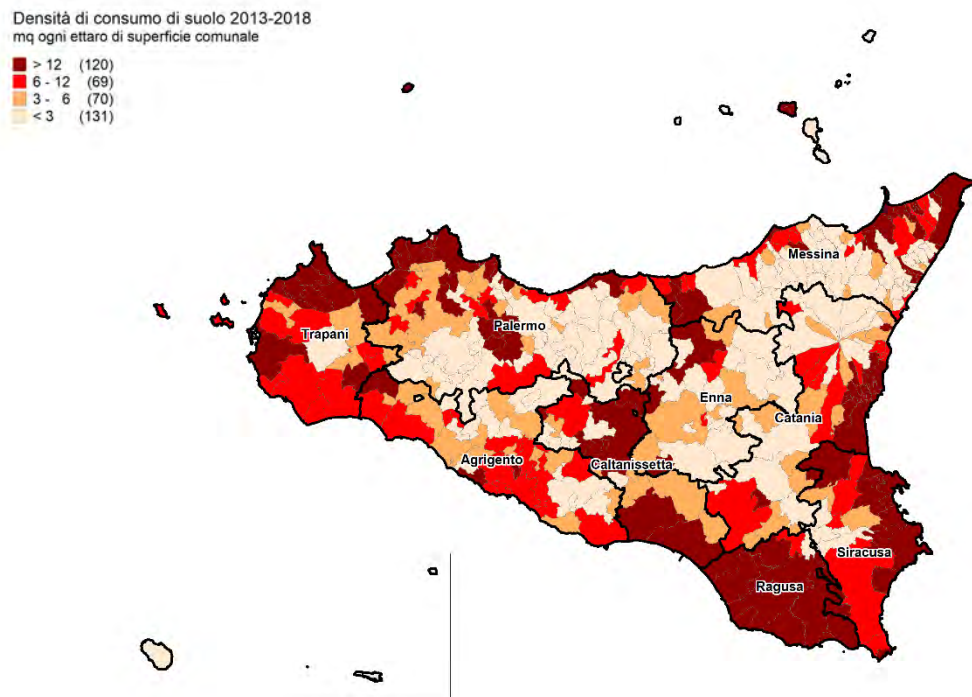 Densità di consumo di suolo 2013-2018
mq ogni ettaro di superficie comunale
> 12 (120)
6 - 12 (69)
3 - 6 (70)
< 3 (131)
Messina
Trapani
Palermo
Enna
Catania
Agrigento
Caltanissetta
Siracusa
Ragusa